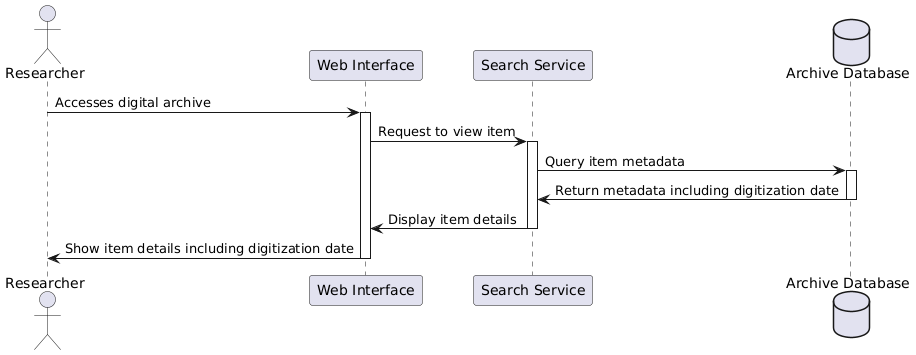 Researcher
Web Interface
Search Service
Archive Database
Accesses digital archive
Request to view item
Query item metadata
Return metadata including digitization date
Display item details
Show item details including digitization date
Researcher
Web Interface
Search Service
Archive Database